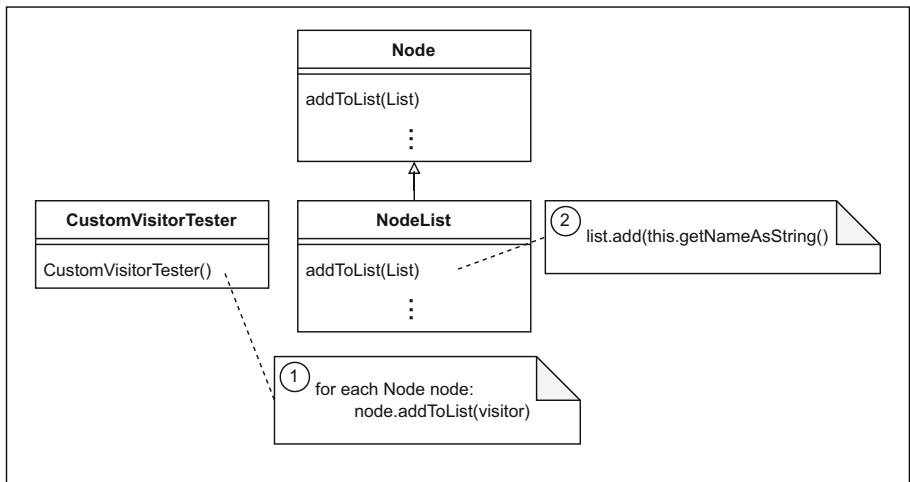 Node
addToList(List)
CustomVisitorTester
CustomVisitorTester()
NodeList
addToList(List)
2
list.add(this.getNameAsString()
1
for each Node node:
node.addToList(visitor)